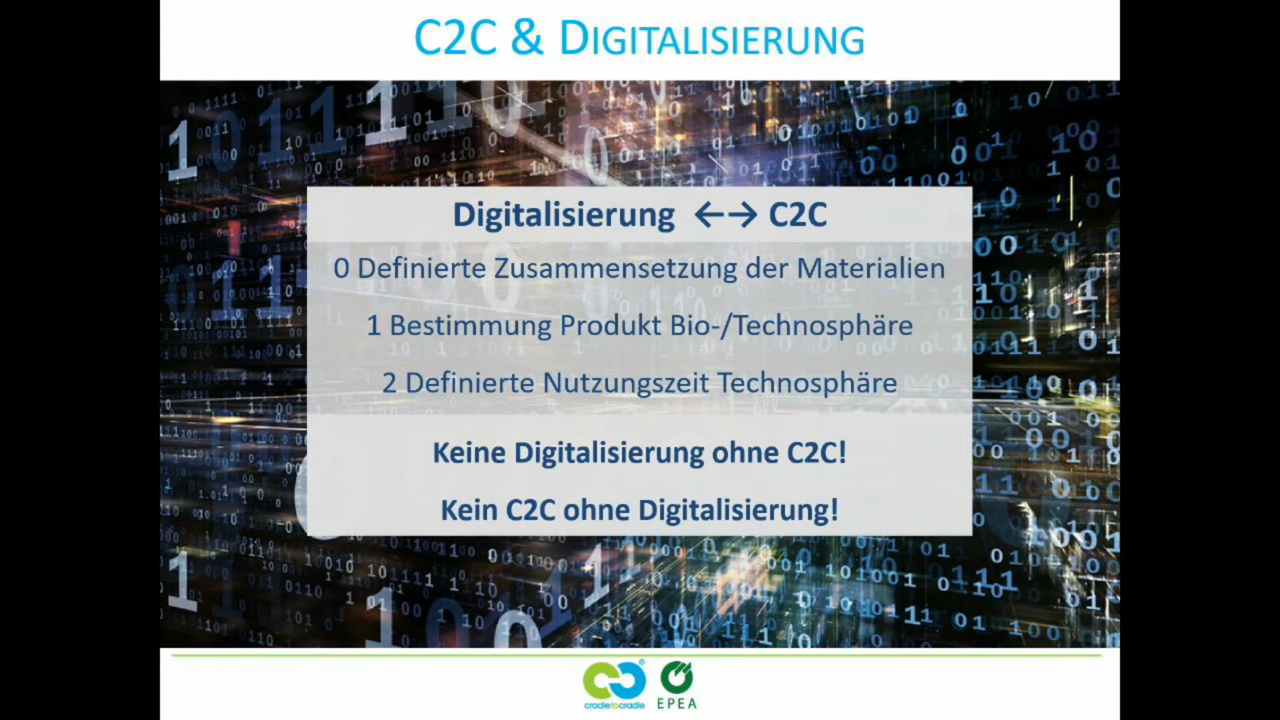 C2C & DIGITALISIERUNG
Digitalisierung ←→ C2C
0 Definierte Zusammensetzung der Materialien
1 Bestimmung Produkt Bio-/Technosphäre
2 Definierte Nutzungszeit Technosphäre
Keine Digitalisierung ohne C2C!
Kein C2C ohne Digitalisierung!
cradletocradle
EPEA